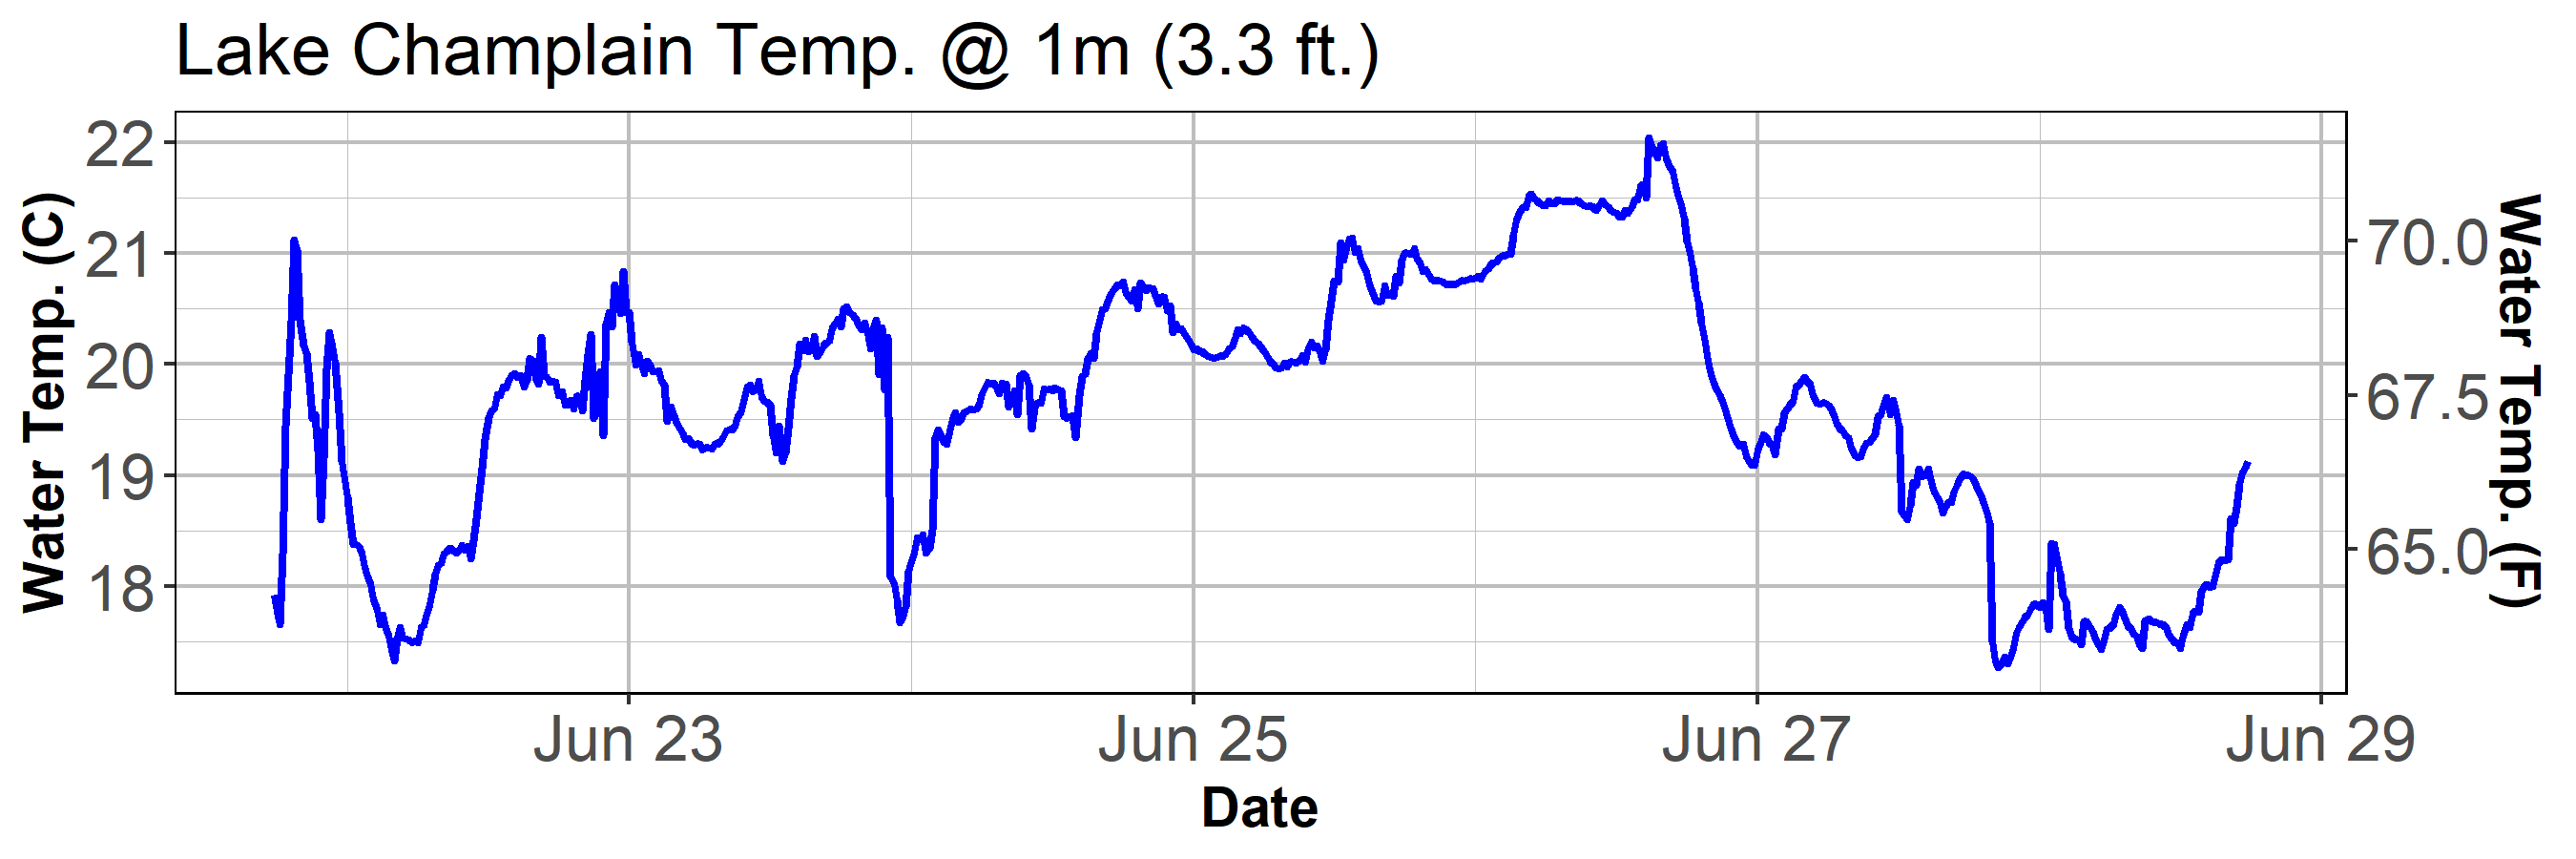 Lake Champlain Temp. @ 1m (3.3 ft.)
Water Temp. (C)
22
21
20
19
18
70.0
67.5
65.0
Water Temp. (F)
Jun 23 Jun 25 Jun 27 Jun 29
Date